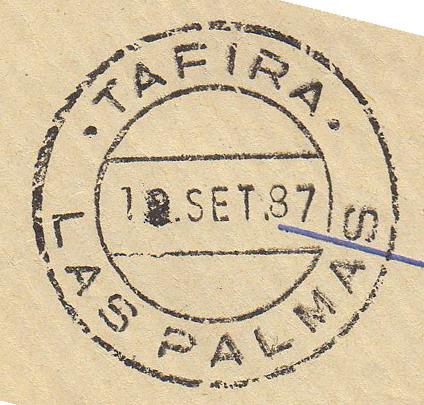 · TAFIRA ·
SET.87
LAS PALMAS